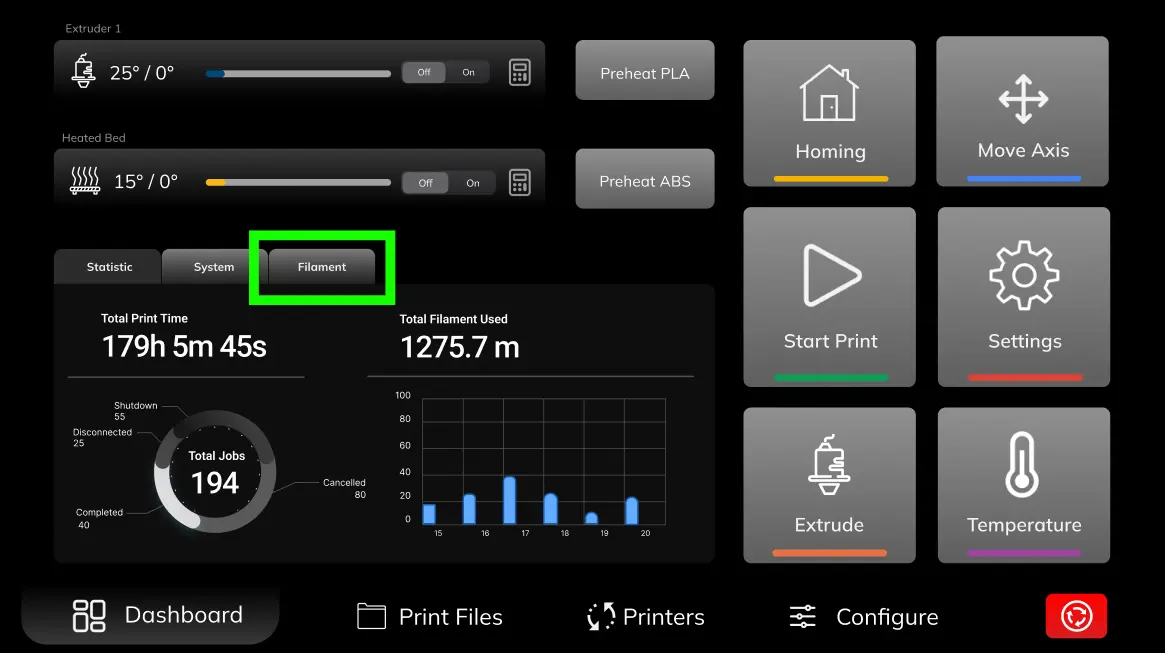 Extruder 1
25° / 0°
Off
On
Preheat PLA
Heated Bed
15° / 0°
Off
On
Preheat ABS
Homing
Move Axis
Statistic
System
Filament
Total Print Time
179h 5m 45s
Total Filament Used
1275.7 m
Shutdown
55
Disconnected
25
Total Jobs
194
Cancelled
80
Completed
40
100
80
60
40
20
0
15 16 17 18 19 20
Start Print
Settings
Extrude
Temperature
Dashboard
Print Files
Printers
Configure